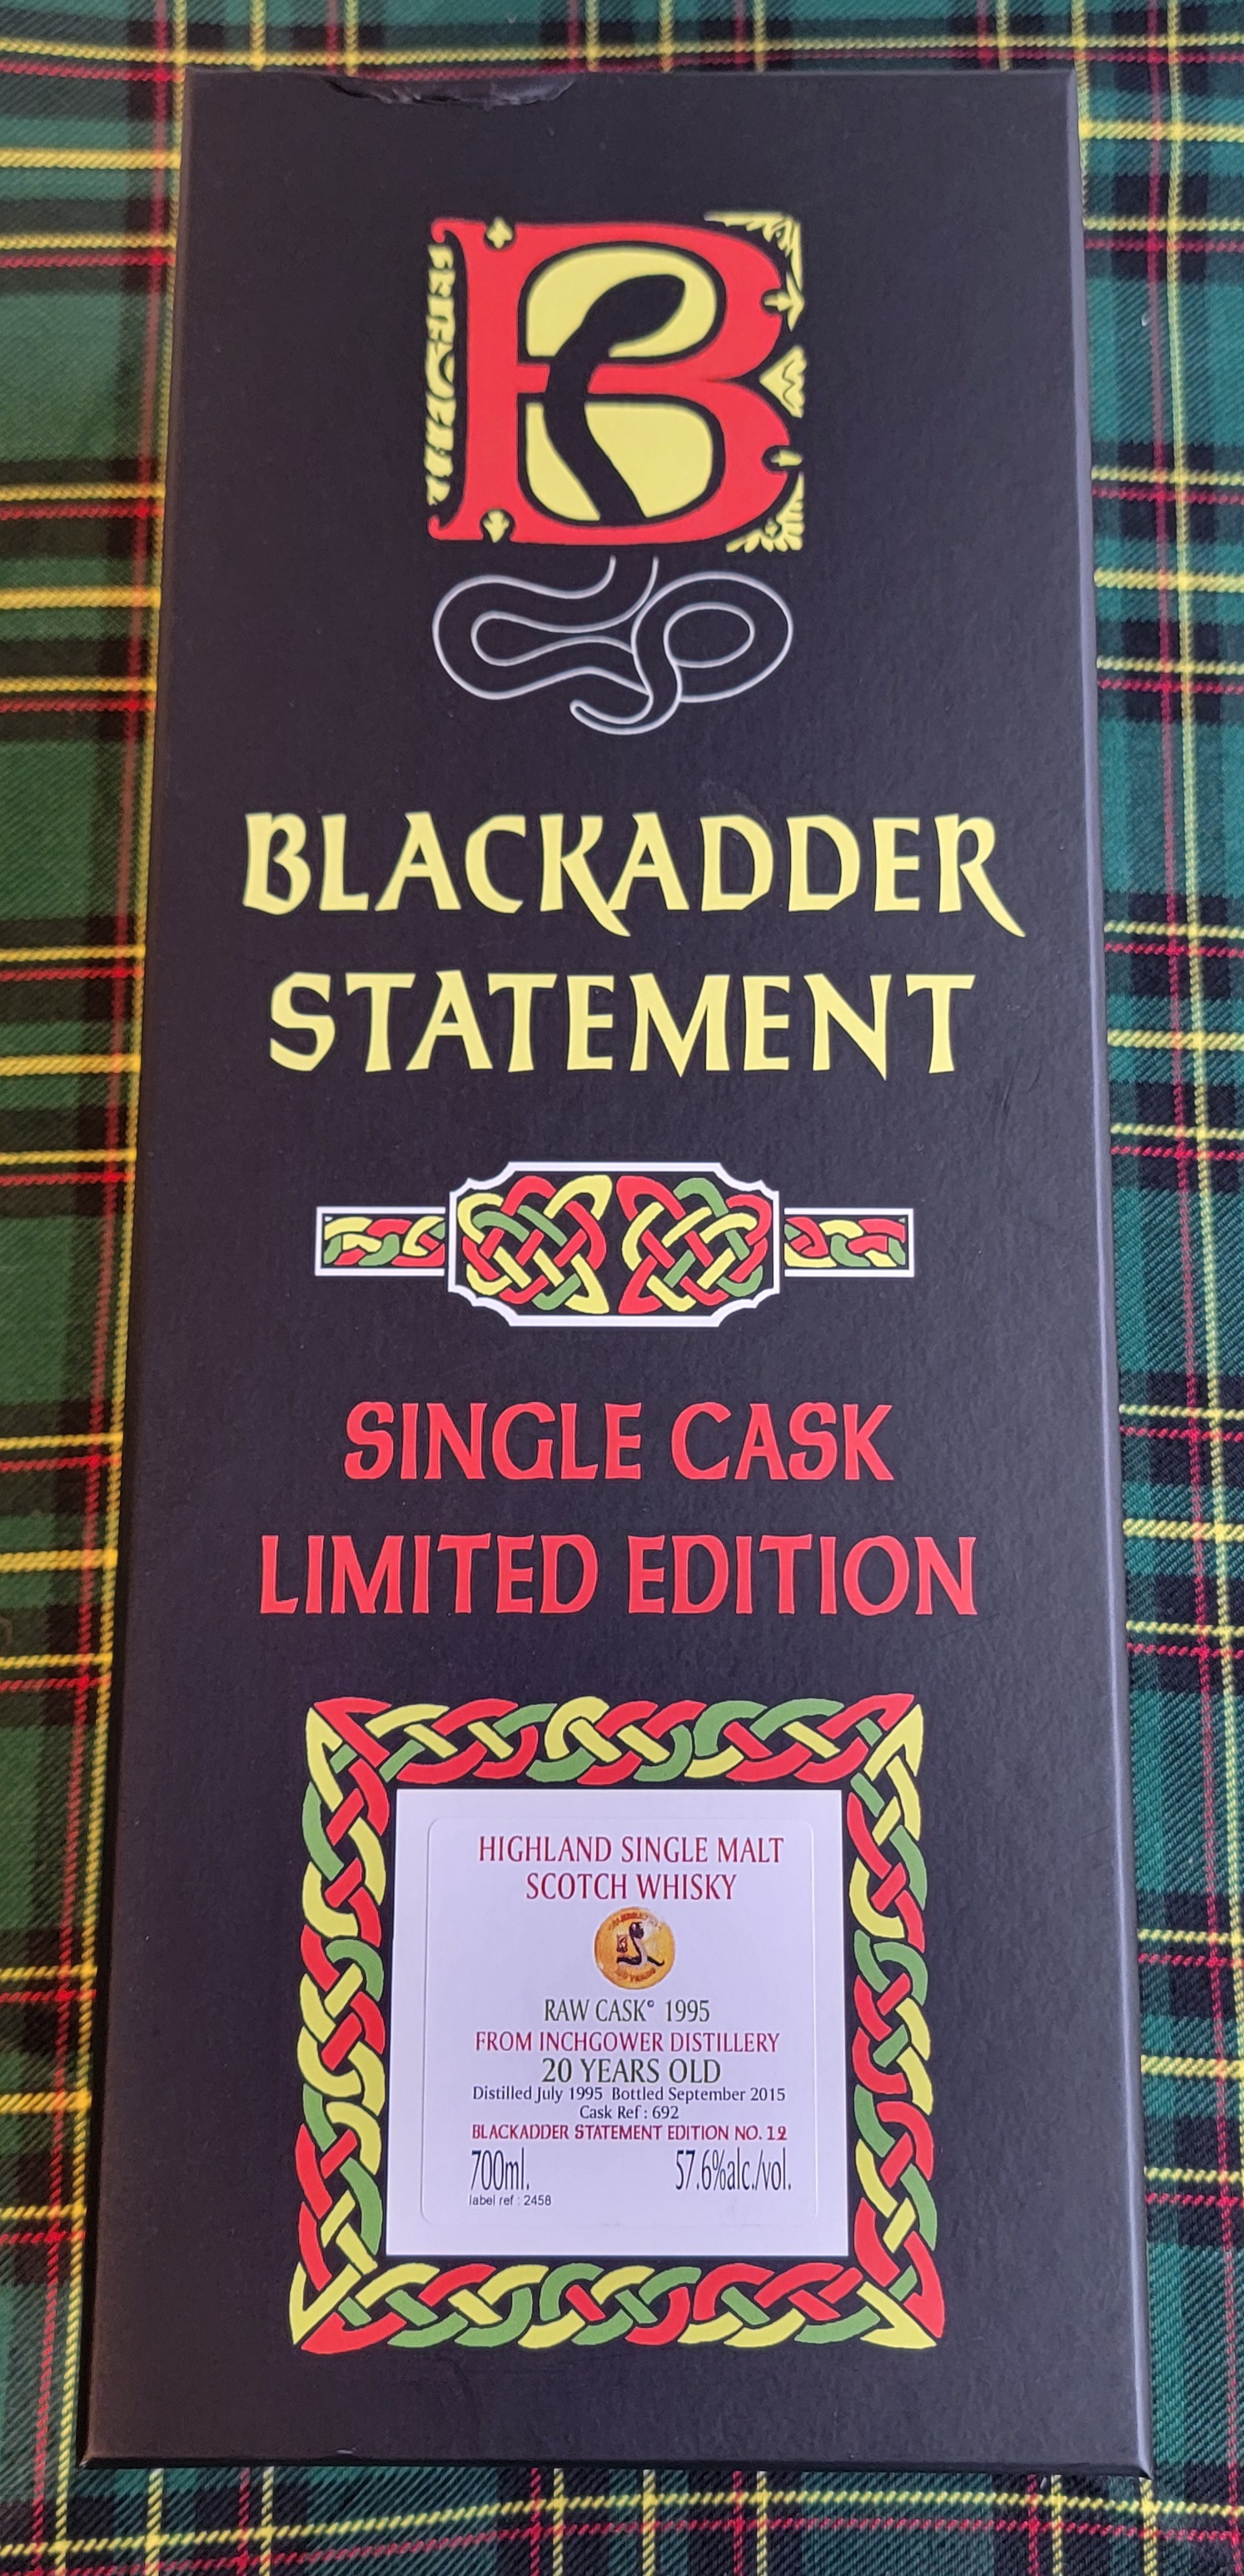 B
BLACKADDER
STATEMENT
SINGLE CASK
LIMITED EDITION
HIGHLAND SINGLE MALT
SCOTCH WHISKY
RAW CASK© 1995
FROM INCHGOWER DISTILLERY
20 YEARS OLD
Distilled July 1995 Bottled September 2015
Cask Ref : 692
BLACKADDER STATEMENT EDITION NO. 12
700ml. 57.6%alc./vol.
label ref : 2458